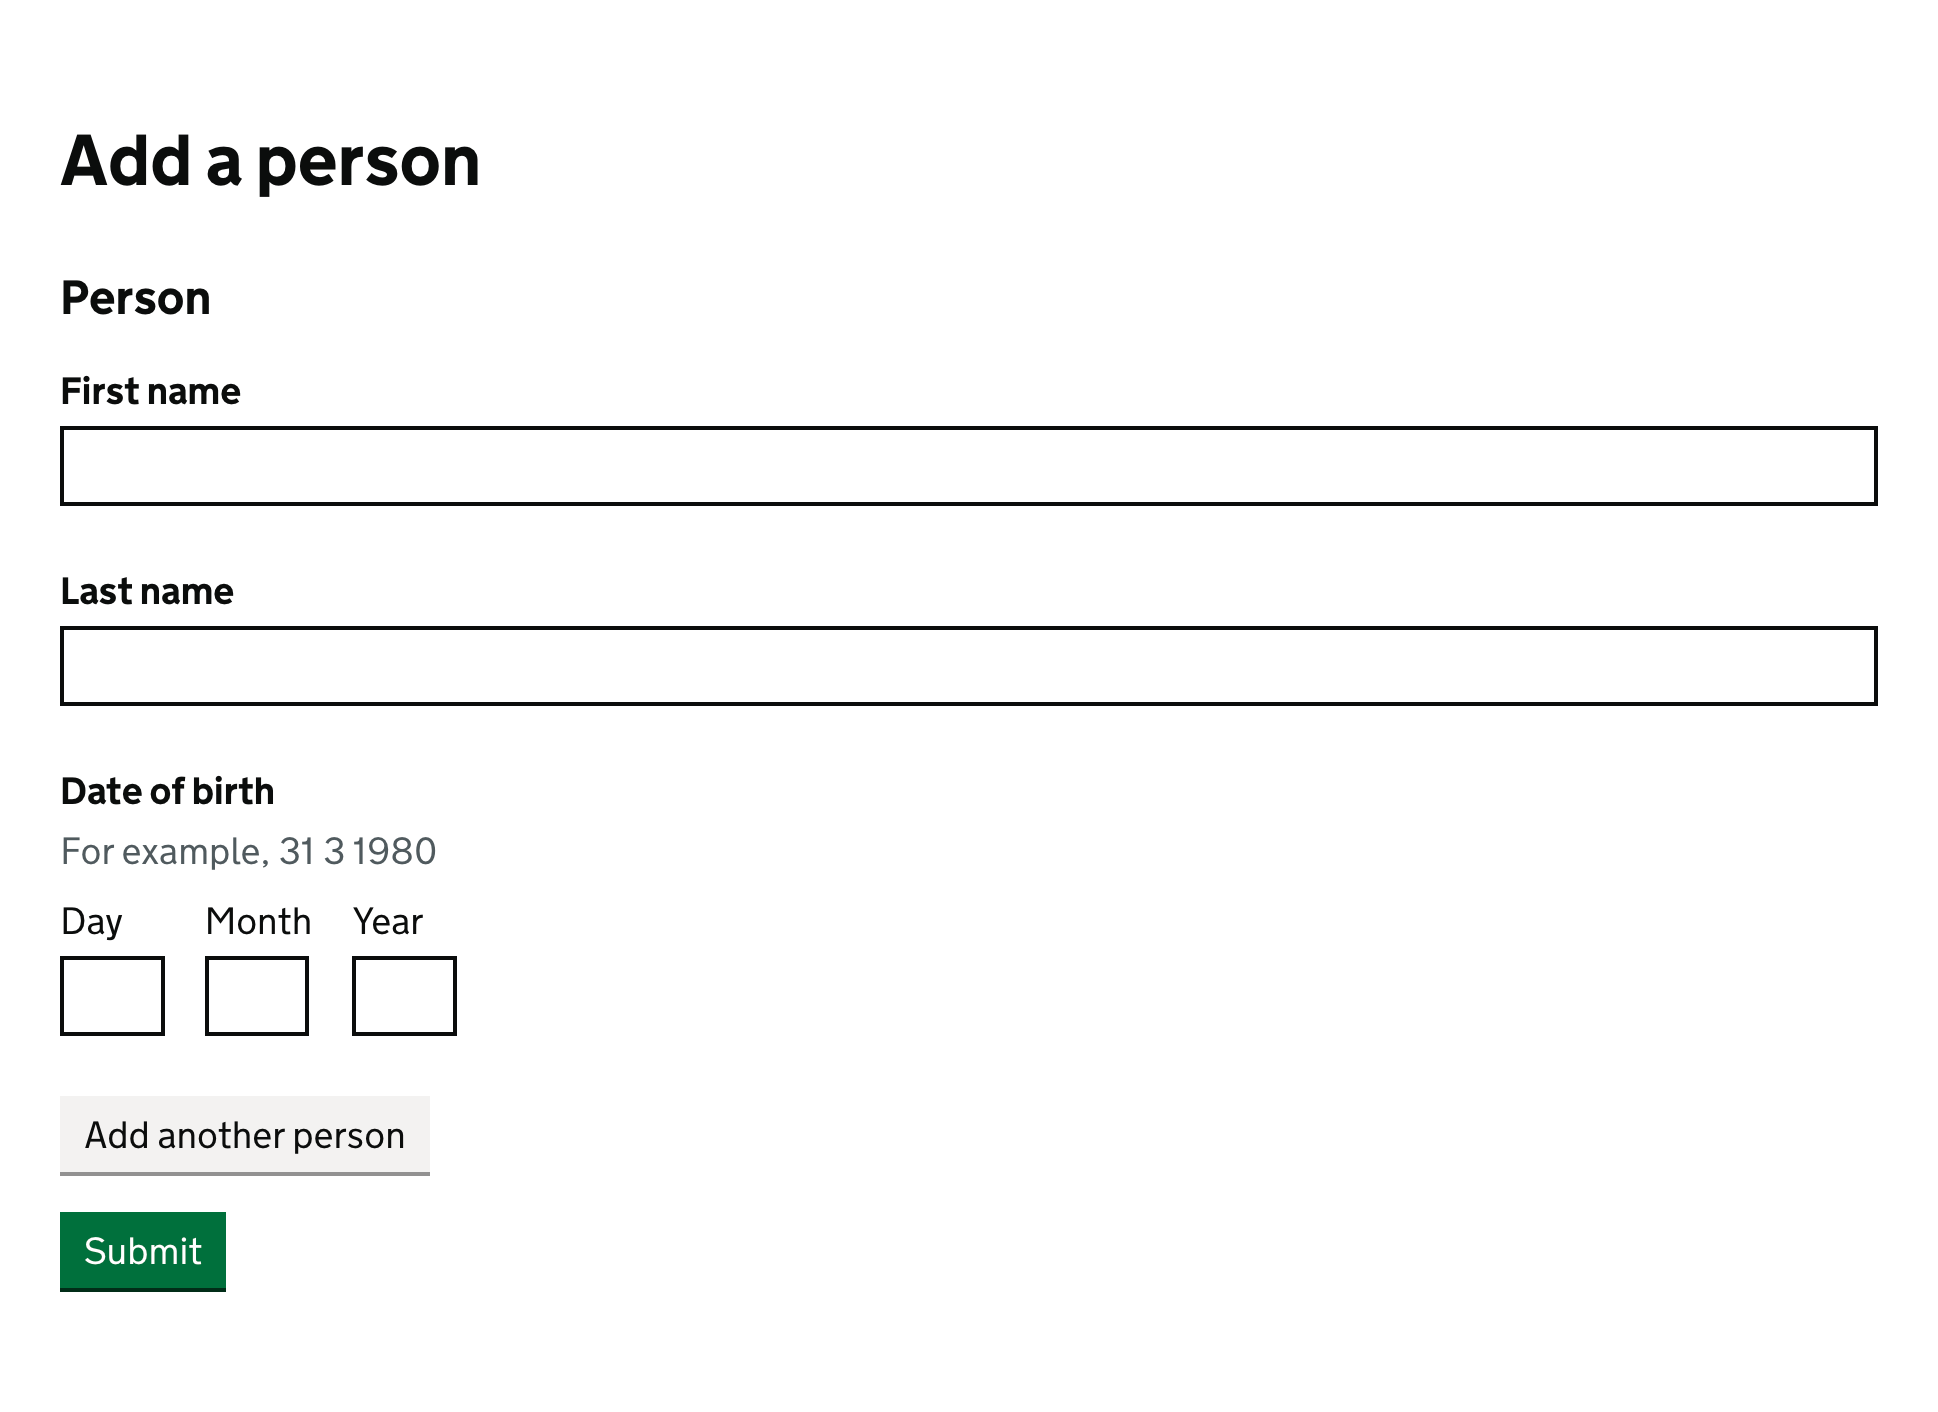 Add a person
Person
First name
Last name
Date of birth
For example, 31 3 1980
Day Month Year
Add another person
Submit